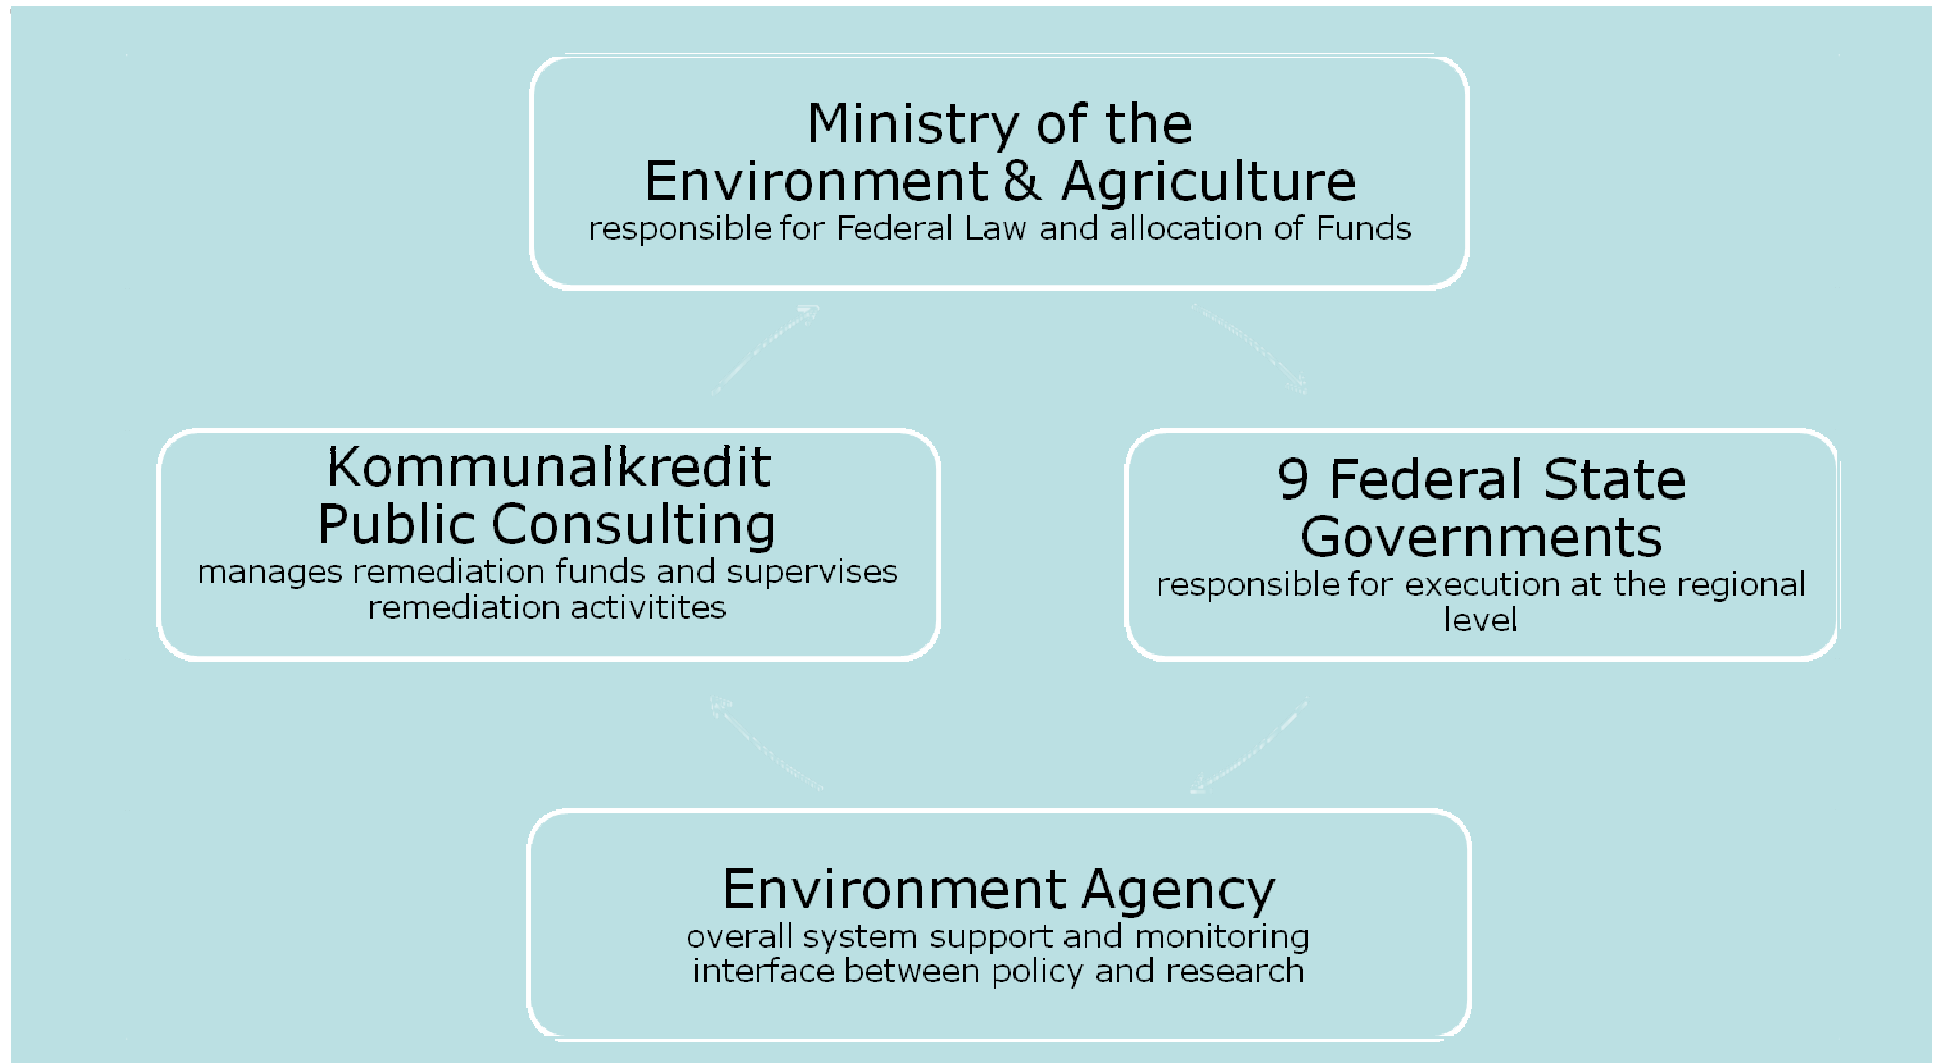 Ministry of the
Environment & Agriculture
responsible for Federal Law and allocation of Funds
Kommunalkredit
Public Consulting
manages remediation funds and supervises
remediation activitites
9 Federal State
Governments
responsible for execution at the regional
level
Environment Agency
overall system support and monitoring
interface between policy and research